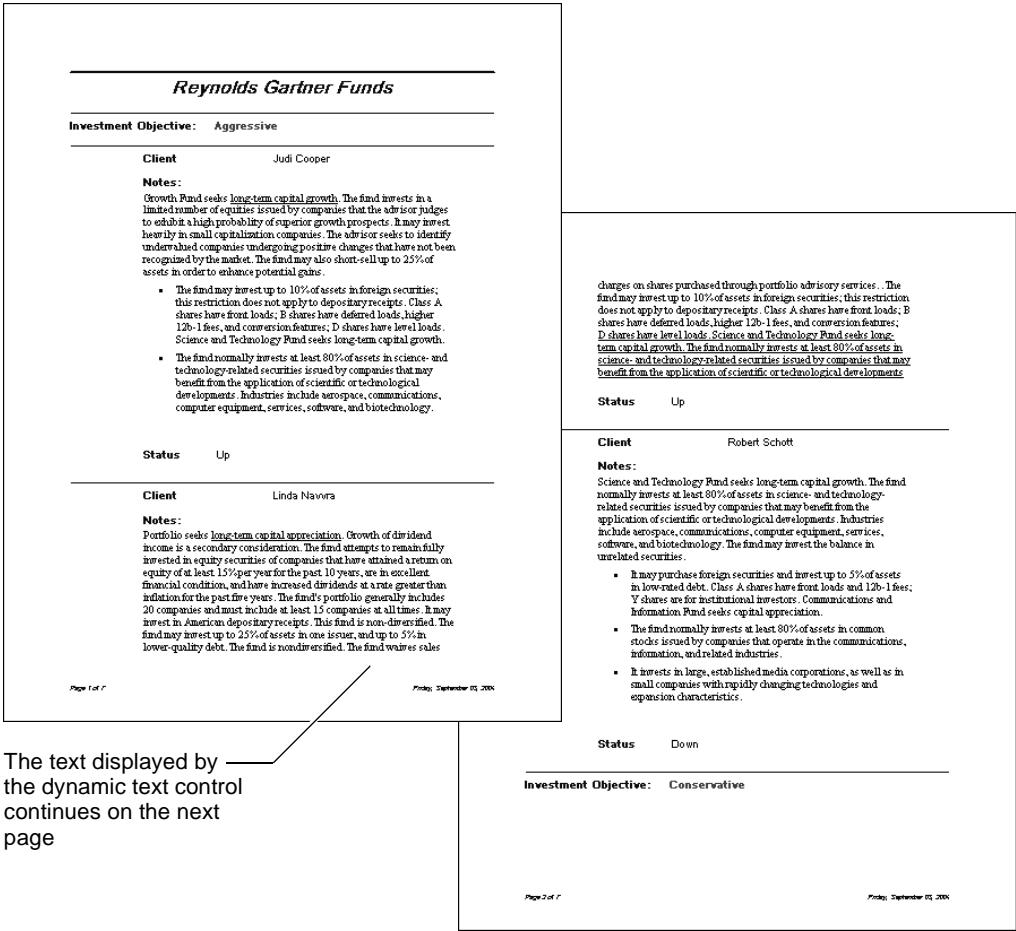 Reynolds Gartner Funds
Investment Objective: Aggressive
Client Judi Cooper
Notes:
Growth Fund seeks long-term capital growth. The fund invests in a
limited number of equities issued by companies that the advisor judges
to exhibit a high probablity of superior growth prospects. It may invest
heavily in small capitalization companies. The advisor seeks to identify
undervalued companies undergoing positive changes that have not been
recognized by the market. The fund may also short-sell up to 25% of
assets in order to enhance potential gains.
▪ The fund may invest up to 10% of assets in foreign securities;
this restriction does not apply to depositary receipts. Class A
shares have front loads; B shares have deferred loads, higher
12b-1 fees, and conversion features; D shares have level loads.
Science and Technology Fund seeks long-term capital growth.
▪ The fund normally invests at least 80% of assets in science- and
technology-related securities issued by companies that may
benefit from the application of scientific or technological
developments. Industries include aerospace, communications,
computer equipment, services, software, and biotechnology.
Status Up
Client Linda Navvra
Notes:
Portfolio seeks long-term capital appreciation. Growth of dividend
income is a secondary consideration. The fund attempts to remain fully
invested in equity securities of companies that have attained a return on
equity of at least 15% per year for the past 10 years, are in excellent
financial condition, and have increased dividends at a rate greater than
inflation for the past five years. The fund's portfolio generally includes
20 companies and must include at least 15 companies at all times. It may
invest in American depositary receipts. This fund is non-diversified. The
fund may invest up to 25% of assets in one issuer, and up to 5% in
lower-quality debt. The fund is nondiversified. The fund waives sales
Page 1 of 7 Friday, September 03, 2004
The text displayed by
the dynamic text control
continues on the next
page
charges on shares purchased through portfolio advisory services. . The
fund may invest up to 10% of assets in foreign securities; this restriction
does not apply to depositary receipts. Class A shares have front loads; B
shares have deferred loads, higher 12b-1 fees, and conversion features;
D shares have level loads. Science and Technology Fund seeks long-
term capital growth. The fund normally invests at least 80% of assets in
science- and technology-related securities issued by companies that may
benefit from the application of scientific or technological developments
Status Up
Client Robert Schott
Notes:
Science and Technology Fund seeks long-term capital growth. The fund
normally invests at least 80% of assets in science- and technology-
related securities issued by companies that may benefit from the
application of scientific or technological developments. Industries
include aerospace, communications, computer equipment, services,
software, and biotechnology. The fund may invest the balance in
unrelated securities.
▪ It may purchase foreign securities and invest up to 5% of assets
in low-rated debt. Class A shares have front loads and 12b-1 fees;
Y shares are for institutional investors. Communications and
Information Fund seeks capital appreciation.
▪ The fund normally invests at least 80% of assets in common
stocks issued by companies that operate in the communications,
information, and related industries.
▪ It invests in large, established media corporations, as well as in
small companies with rapidly changing technologies and
expansion characteristics.
Status Down
Investment Objective: Conservative
Page 2 of 7 Friday, September 03, 2004